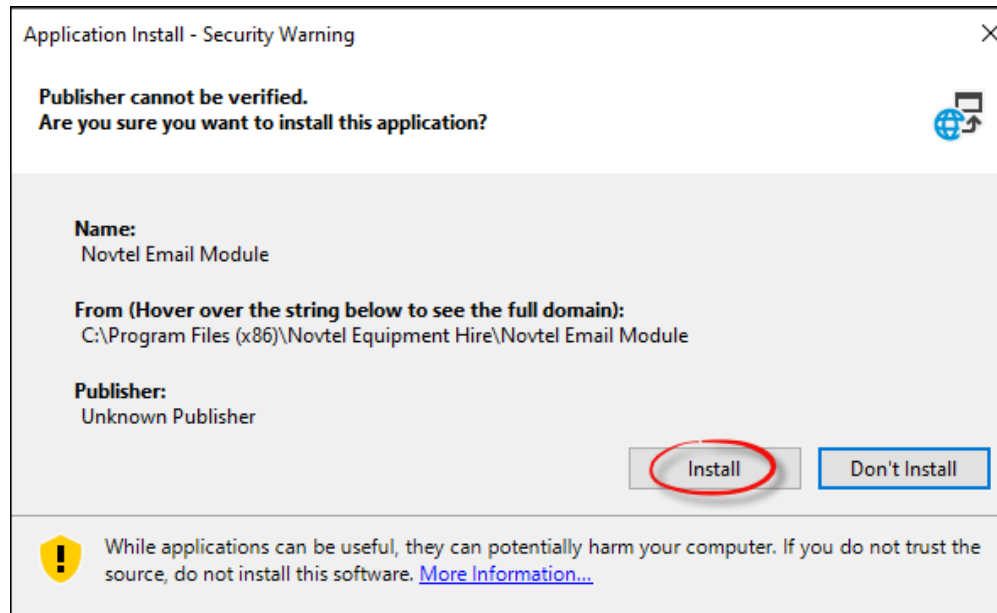 Application Install - Security Warning
Publisher cannot be verified.
Are you sure you want to install this application?
Name:
Novtel Email Module
From (Hover over the string below to see the full domain):
C:\Program Files (x86)\Novtel Equipment Hire\Novtel Email Module
Publisher:
Unknown Publisher
Install
Don't Install
While applications can be useful, they can potentially harm your computer. If you do not trust the
source, do not install this software. More Information...